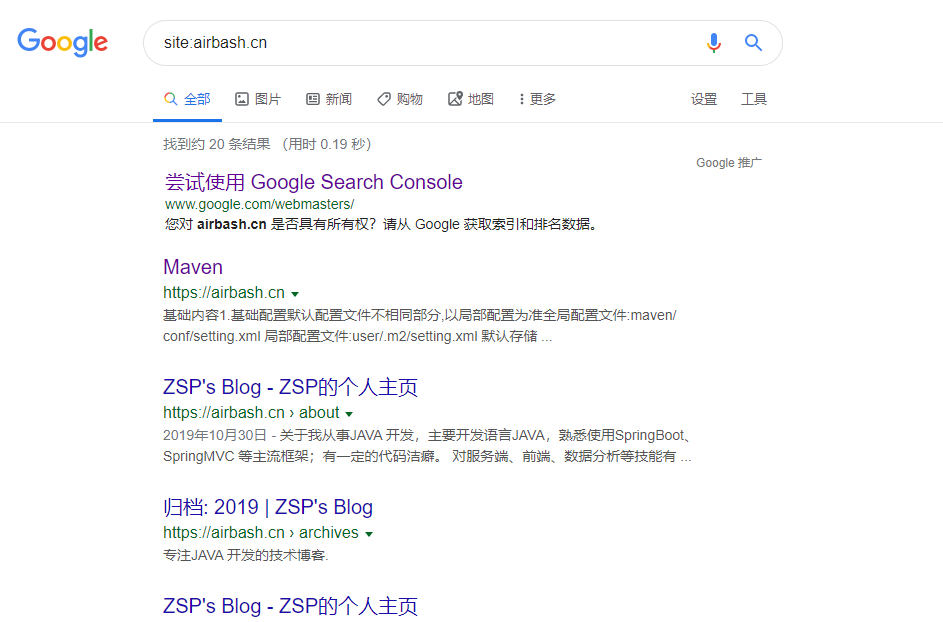 Google
site:airbash.cn
全部 图片 新闻 购物 地图 更多 设置 工具
找到约 20 条结果 （用时 0.19 秒）
Google 推广
尝试使用 Google Search Console
www.google.com/webmasters/
您对 airbash.cn 是否具有所有权？请从 Google 获取索引和排名数据。
Maven
https://airbash.cn
基础内容1.基础配置默认配置文件不相同部分,以局部配置为准全局配置文件:maven/
conf/setting.xml 局部配置文件:user/.m2/setting.xml 默认存储 ...
ZSP's Blog - ZSP的个人主页
https://airbash.cn › about
2019年10月30日 - 关于我从事JAVA 开发，主要开发语言JAVA，熟悉使用SpringBoot、
SpringMVC 等主流框架；有一定的代码洁癖。 对服务端、前端、数据分析等技能有 ...
归档: 2019 | ZSP's Blog
https://airbash.cn › archives
专注JAVA 开发的技术博客.
ZSP's Blog - ZSP的个人主页